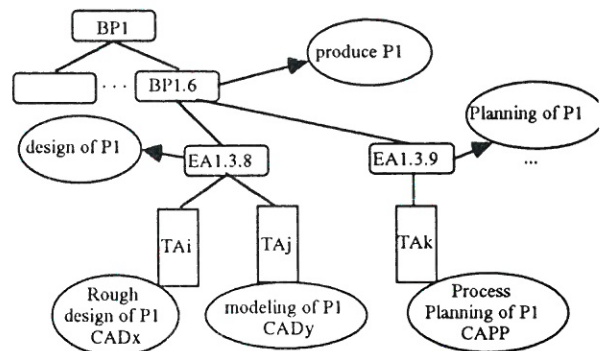 BP1
produce P1
BP1.6
...
Planning of P1
design of P1
EA1.3.8
EA1.3.9
...
TAi
TAj
TAk
Rough
design of P1
CADx
modeling of P1
CADy
Process
Planning of P1
CAPP